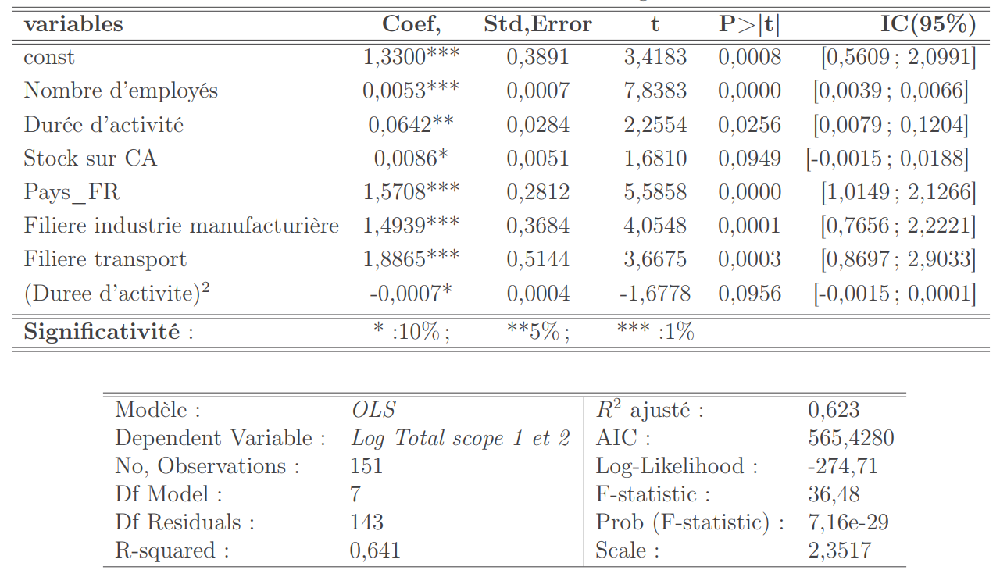 variables Coef, Std,Error t P>|t| IC(95%)
const 1,3300*** 0,3891 3,4183 0,0008 [0,5609 ; 2,0991]
Nombre d'employés 0,0053*** 0,0007 7,8383 0,0000 [0,0039 ; 0,0066]
Durée d'activité 0,0642** 0,0284 2,2554 0,0256 [0,0079 ; 0,1204]
Stock sur CA 0,0086* 0,0051 1,6810 0,0949 [-0,0015 ; 0,0188]
Pays_FR 1,5708*** 0,2812 5,5858 0,0000 [1,0149 ; 2,1266]
Filiere industrie manufacturière 1,4939*** 0,3684 4,0548 0,0001 [0,7656 ; 2,2221]
Filiere transport 1,8865*** 0,5144 3,6675 0,0003 [0,8697 ; 2,9033]
(Duree d'activite)² -0,0007* 0,0004 -1,6778 0,0956 [-0,0015 ; 0,0001]
Significativité : * :10% ; **5% ; *** :1%
Modèle : OLS R² ajusté : 0,623
Dependent Variable : Log Total scope 1 et 2 AIC : 565,4280
No, Observations : 151 Log-Likelihood : -274,71
Df Model : 7 F-statistic : 36,48
Df Residuals : 143 Prob (F-statistic) : 7,16e-29
R-squared : 0,641 Scale : 2,3517